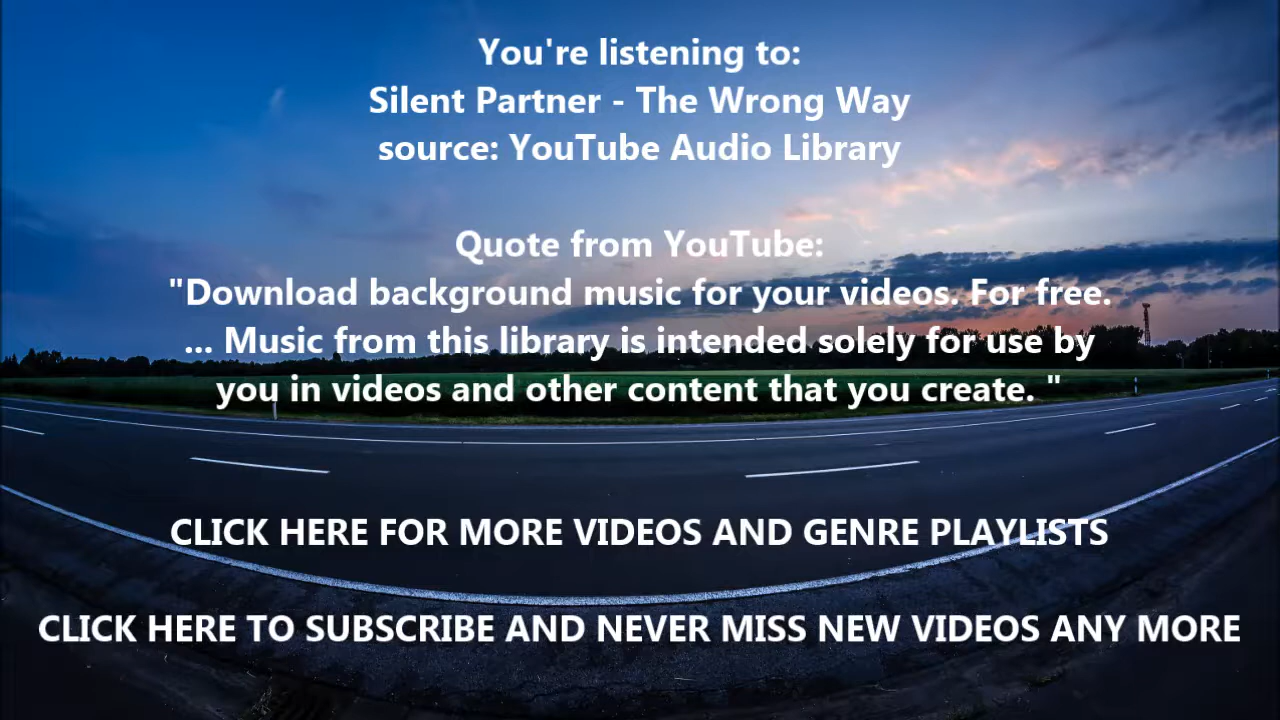 You're listening to:
Silent Partner - The Wrong Way
source: YouTube Audio Library
Quote from YouTube:
"Download background music for your videos. For free.
... Music from this library is intended solely for use by
you in videos and other content that you create. "
CLICK HERE FOR MORE VIDEOS AND GENRE PLAYLISTS
CLICK HERE TO SUBSCRIBE AND NEVER MISS NEW VIDEOS ANY MORE